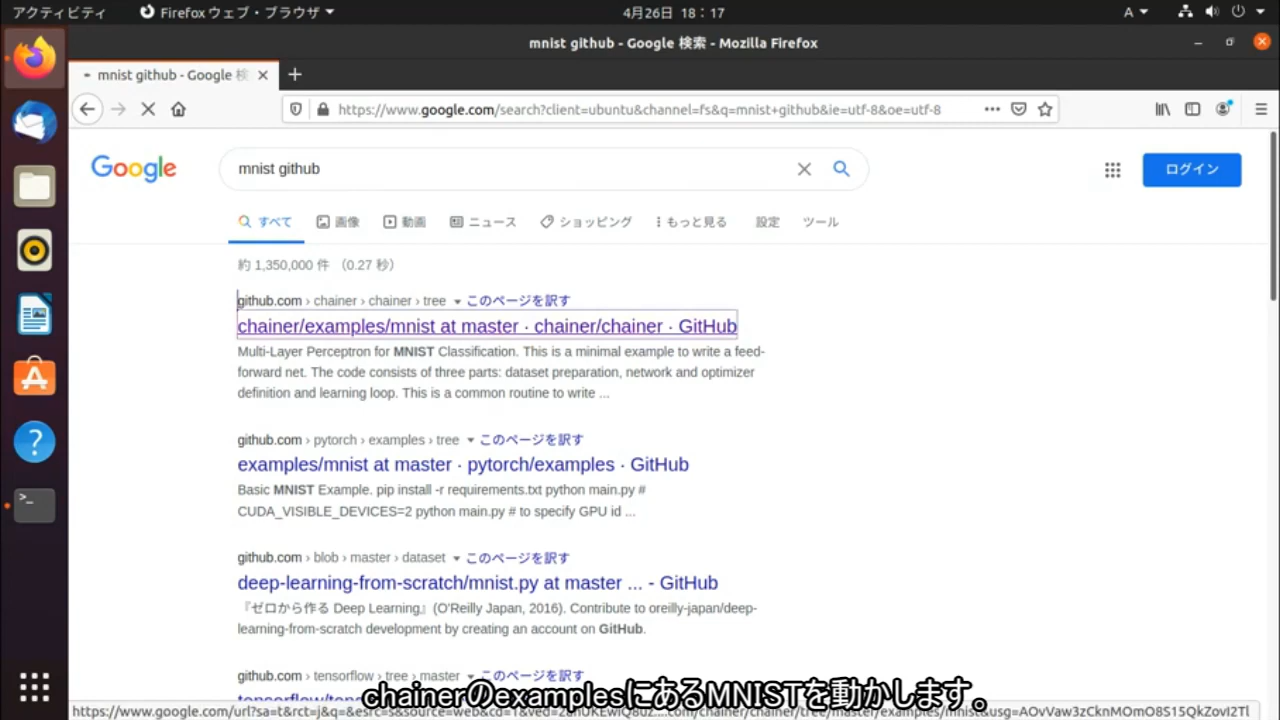 アクティビティ Firefox ウェブ・ブラウザ 4月26日 18：17 A
mnist github - Google 検索 - Mozilla Firefox
mnist github - Google 検
https://www.google.com/search?client=ubuntu&channel=fs&q=mnist+github&ie=utf-8&oe=utf-8
Google mnist github ログイン
すべて 画像 動画 ニュース ショッピング もっと見る 設定 ツール
約 1,350,000 件 （0.27 秒）
github.com › chainer › chainer › tree このページを訳す
chainer/examples/mnist at master · chainer/chainer · GitHub
Multi-Layer Perceptron for MNIST Classification. This is a minimal example to write a feed-
forward net. The code consists of three parts: dataset preparation, network and optimizer
definition and learning loop. This is a common routine to write ...
github.com › pytorch › examples › tree このページを訳す
examples/mnist at master · pytorch/examples · GitHub
Basic MNIST Example. pip install -r requirements.txt python main.py #
CUDA_VISIBLE_DEVICES=2 python main.py # to specify GPU id ...
github.com › blob › master › dataset このページを訳す
deep-learning-from-scratch/mnist.py at master ... - GitHub
『ゼロから作る Deep Learning』(O'Reilly Japan, 2016). Contribute to oreilly-japan/deep-
learning-from-scratch development by creating an account on GitHub.
github.com › tensorflow › tree › master このページを訳す
chainerのexamplesにあるMNISTを動かします。